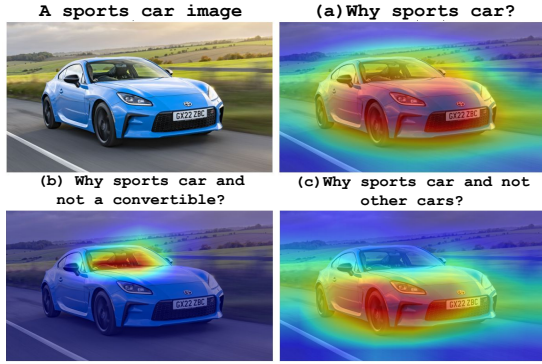 A sports car image
(a)Why sports car?
GX22 ZBC
GX22 ZBC
(b) Why sports car and
not a convertible?
(c)Why sports car and not
other cars?
GX22 ZBC
GX22 ZBC